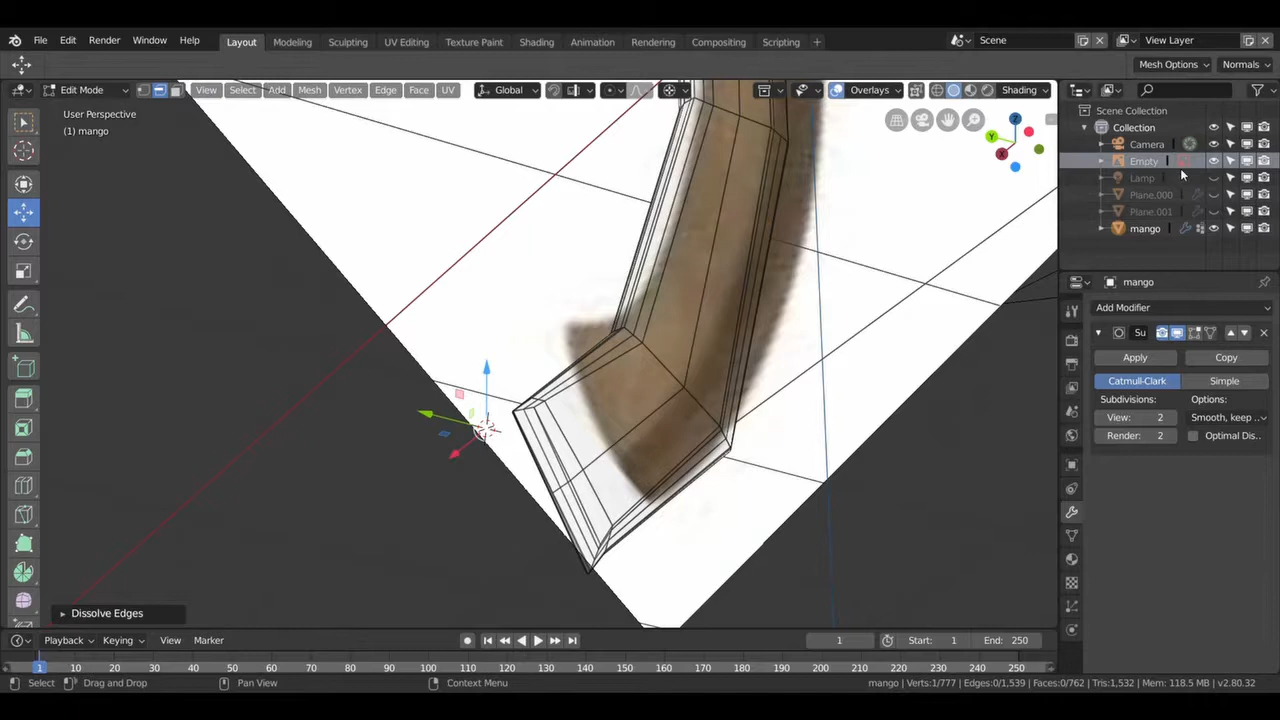 File Edit Render Window Help Layout Modeling Sculpting UV Editing Texture Paint Shading Animation Rendering Compositing Scripting + Scene View Layer
Mesh Options Normals
Edit Mode View Select Add Mesh Vertex Edge Face UV Global Overlays Shading
User Perspective
(1) mango
Z
Y
X
Scene Collection
Collection
Camera
Empty
Lamp
Plane.000
Plane.001
mango
mango
Add Modifier
Su
Apply Copy
Catmull-Clark Simple
Subdivisions: Options:
View: 2 Smooth, keep ..
Render: 2 Optimal Dis..
Dissolve Edges
Playback Keying View Marker 1 Start: 1 End: 250
1 10 20 30 40 50 60 70 80 90 100 110 120 130 140 150 160 170 180 190 200 210 220 230 240 250
Select Drag and Drop Pan View Context Menu mango | Verts:1/777 | Edges:0/1,539 | Faces:0/762 | Tris:1,532 | Mem: 118.5 MB | v2.80.32